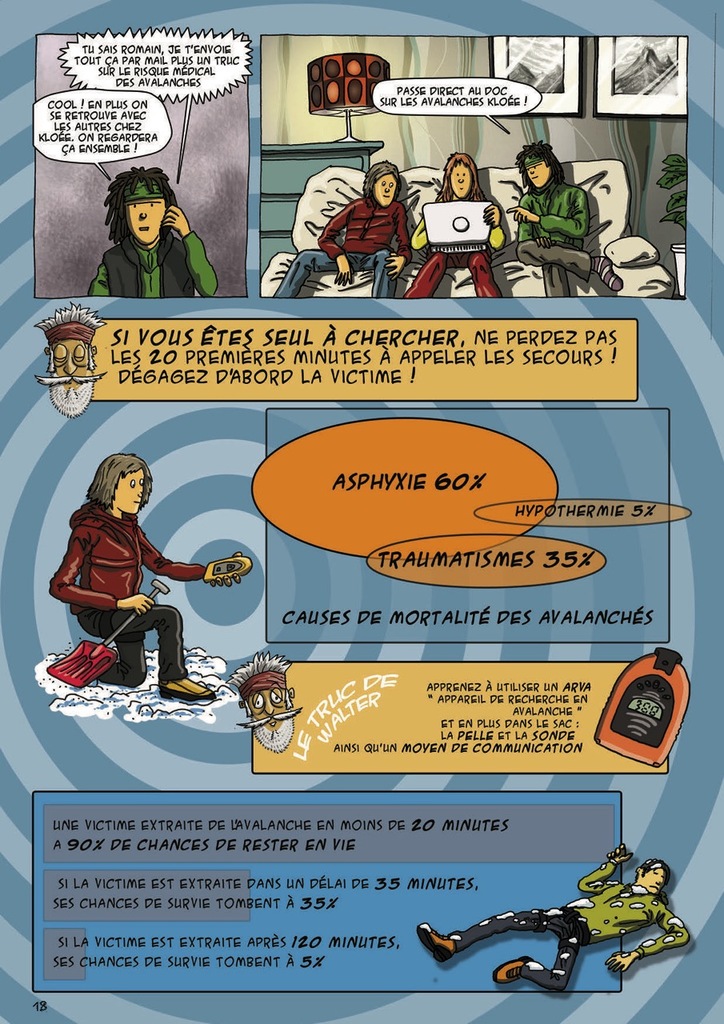 TU SAIS ROMAIN, JE T'ENVOIE
TOUT ÇA PAR MAIL PLUS UN TRUC
SUR LE RISQUE MÉDICAL
DES AVALANCHES
COOL ! EN PLUS ON
SE RETROUVE AVEC
LES AUTRES CHEZ
KLOÉE. ON REGARDERA
ÇA ENSEMBLE !
PASSE DIRECT AU DOC
SUR LES AVALANCHES KLOÉE !
SI VOUS ÊTES SEUL À CHERCHER, NE PERDEZ PAS
LES 20 PREMIÈRES MINUTES À APPELER LES SECOURS !
DÉGAGEZ D'ABORD LA VICTIME !
ASPHYXIE 60%
HYPOTHERMIE 5%
TRAUMATISMES 35%
CAUSES DE MORTALITÉ DES AVALANCHÉS
LE TRUC DE
WALTER
APPRENEZ À UTILISER UN ARVA
" APPAREIL DE RECHERCHE EN
AVALANCHE "
ET EN PLUS DANS LE SAC :
LA PELLE ET LA SONDE
AINSI QU'UN MOYEN DE COMMUNICATION
UNE VICTIME EXTRAITE DE L'AVALANCHE EN MOINS DE 20 MINUTES
A 90% DE CHANCES DE RESTER EN VIE
SI LA VICTIME EST EXTRAITE DANS UN DÉLAI DE 35 MINUTES,
SES CHANCES DE SURVIE TOMBENT À 35%
SI LA VICTIME EST EXTRAITE APRÈS 120 MINUTES,
SES CHANCES DE SURVIE TOMBENT À 5%
18